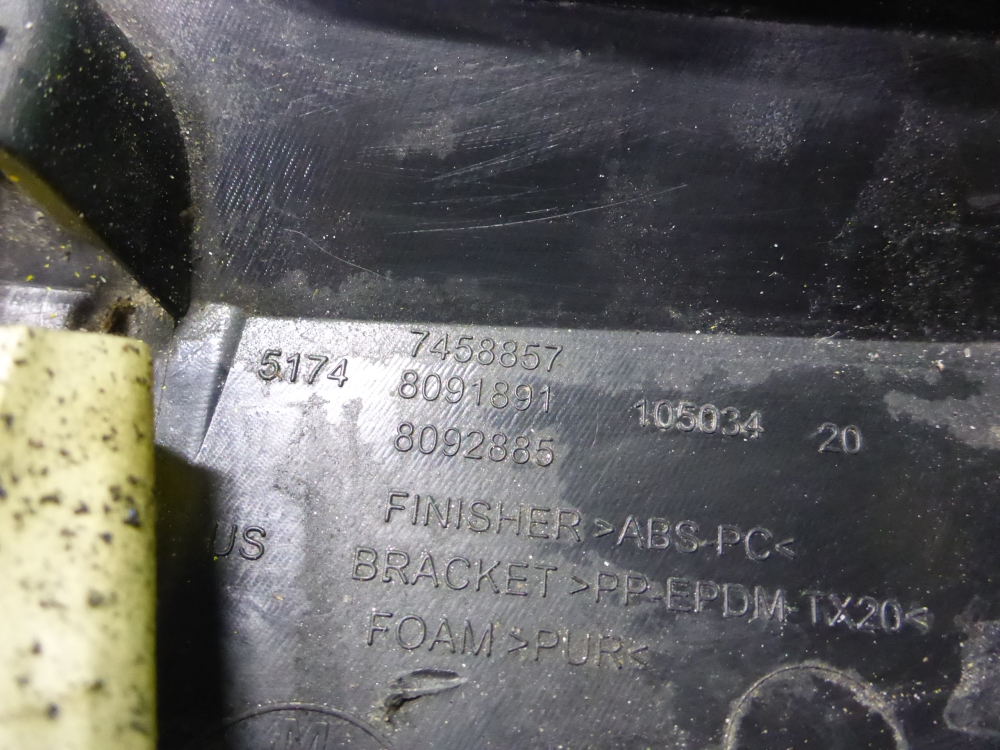 7458857
5174 8091891 105034 20
8092885
FINISHER >ABS-PC<
US
BRACKET >PP-EPDM-TX20<
FOAM >PUR<
M